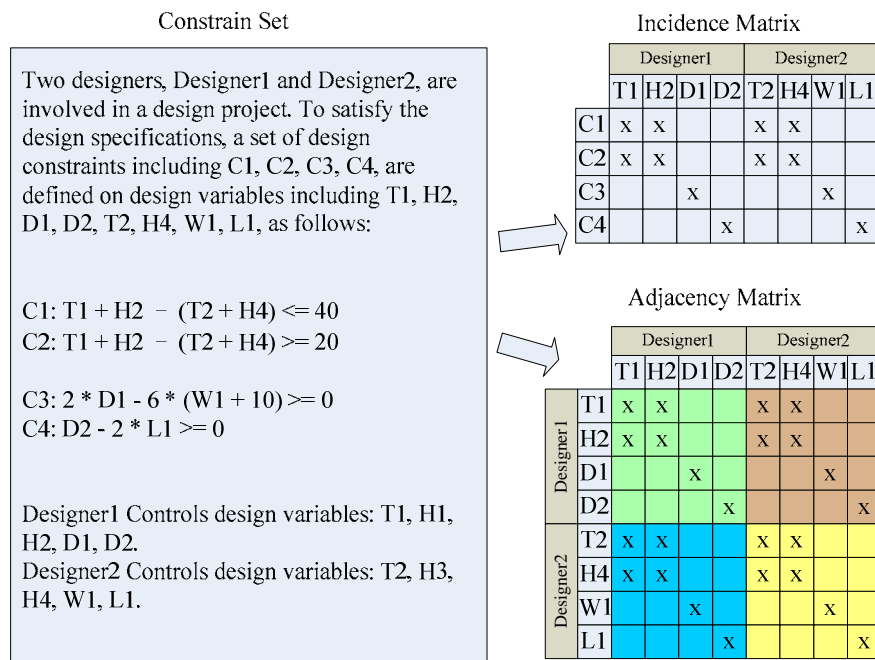 Constrain Set
Two designers, Designer1 and Designer2, are
involved in a design project. To satisfy the
design specifications, a set of design
constraints including C1, C2, C3, C4, are
defined on design variables including T1, H2,
D1, D2, T2, H4, W1, L1, as follows:
C1: T1 + H2 - (T2 + H4) <= 40
C2: T1 + H2 - (T2 + H4) >= 20
C3: 2 * D1 - 6 * (W1 + 10) >= 0
C4: D2 - 2 * L1 >= 0
Designer1 Controls design variables: T1, H1,
H2, D1, D2.
Designer2 Controls design variables: T2, H3,
H4, W1, L1.
Incidence Matrix
Designer1 Designer2
T1 H2 D1 D2 T2 H4 W1 L1
C1 x x x x
C2 x x x x
C3 x x
C4 x x
Adjacency Matrix
Designer1 Designer2
T1 H2 D1 D2 T2 H4 W1 L1
Designer1
T1 x x x x
H2 x x x x
D1 x x
D2 x x
Designer2
T2 x x x x
H4 x x x x
W1 x x
L1 x x